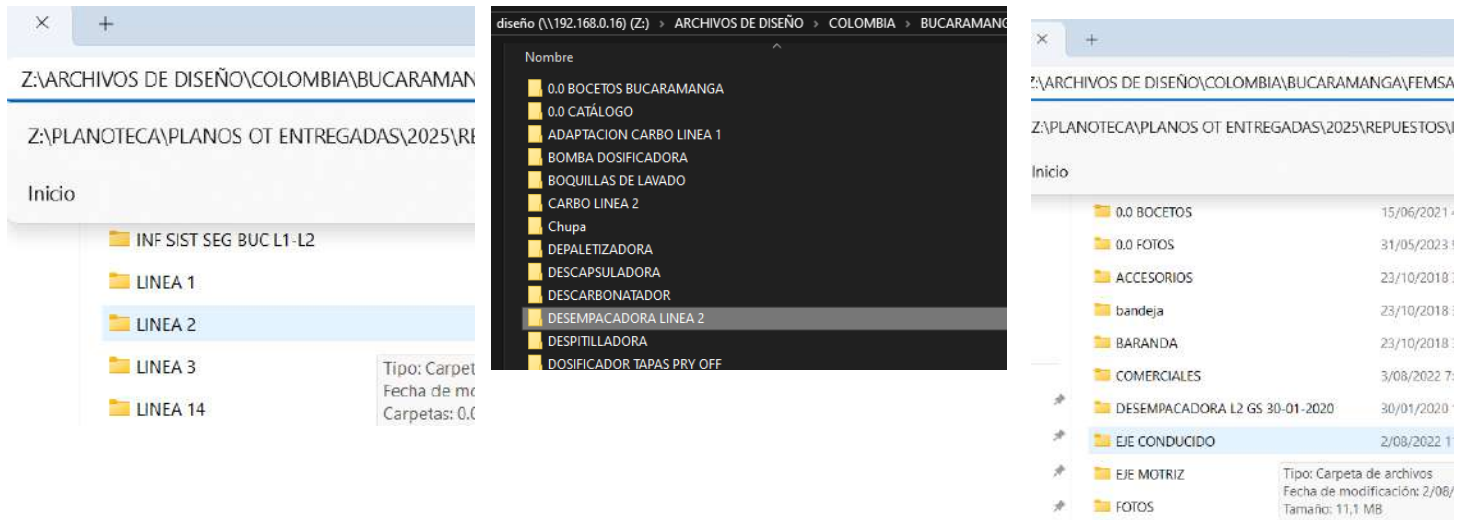 Z:\ARCHIVOS DE DISEÑO\COLOMBIA\BUCARAMAN
Z:\PLANOTECA\PLANOS OT ENTREGADAS\2025\RE
Inicio
INF SIST SEG BUC L1-L2
LINEA 1
LINEA 2
LINEA 3
LINEA 14
Tipo: Carpet
Fecha de mo
Carpetas: 0.0
diseño (\\192.168.0.16) (Z:) > ARCHIVOS DE DISEÑO > COLOMBIA > BUCARAMANG
Nombre
0.0 BOCETOS BUCARAMANGA
0.0 CATÁLOGO
ADAPTACION CARBO LINEA 1
BOMBA DOSIFICADORA
BOQUILLAS DE LAVADO
CARBO LINEA 2
Chupa
DEPALETIZADORA
DESCAPSULADORA
DESCARBONATADOR
DESEMPACADORA LINEA 2
DESPITILLADORA
DOSIFICADOR TAPAS PRY OFF
Z:\ARCHIVOS DE DISEÑO\COLOMBIA\BUCARAMANGA\FEMSA
Z:\PLANOTECA\PLANOS OT ENTREGADAS\2025\REPUESTOS\
Inicio
0.0 BOCETOS 15/06/2021
0.0 FOTOS 31/05/2023
ACCESORIOS 23/10/2018
bandeja 23/10/2018
BARANDA 23/10/2018
COMERCIALES 3/08/2022 7:
DESEMPACADORA L2 GS 30-01-2020 30/01/2020
EJE CONDUCIDO 2/08/2022 1
EJE MOTRIZ
FOTOS
Tipo: Carpeta de archivos
Fecha de modificación: 2/08/
Tamaño: 11,1 MB